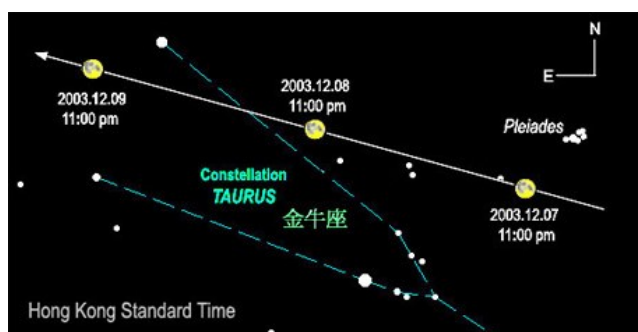 N
E
2003.12.08
11:00 pm
Pleiades
2003.12.09
11:00 pm
Constellation
TAURUS
金牛座
2003.12.07
11:00 pm
Hong Kong Standard Time